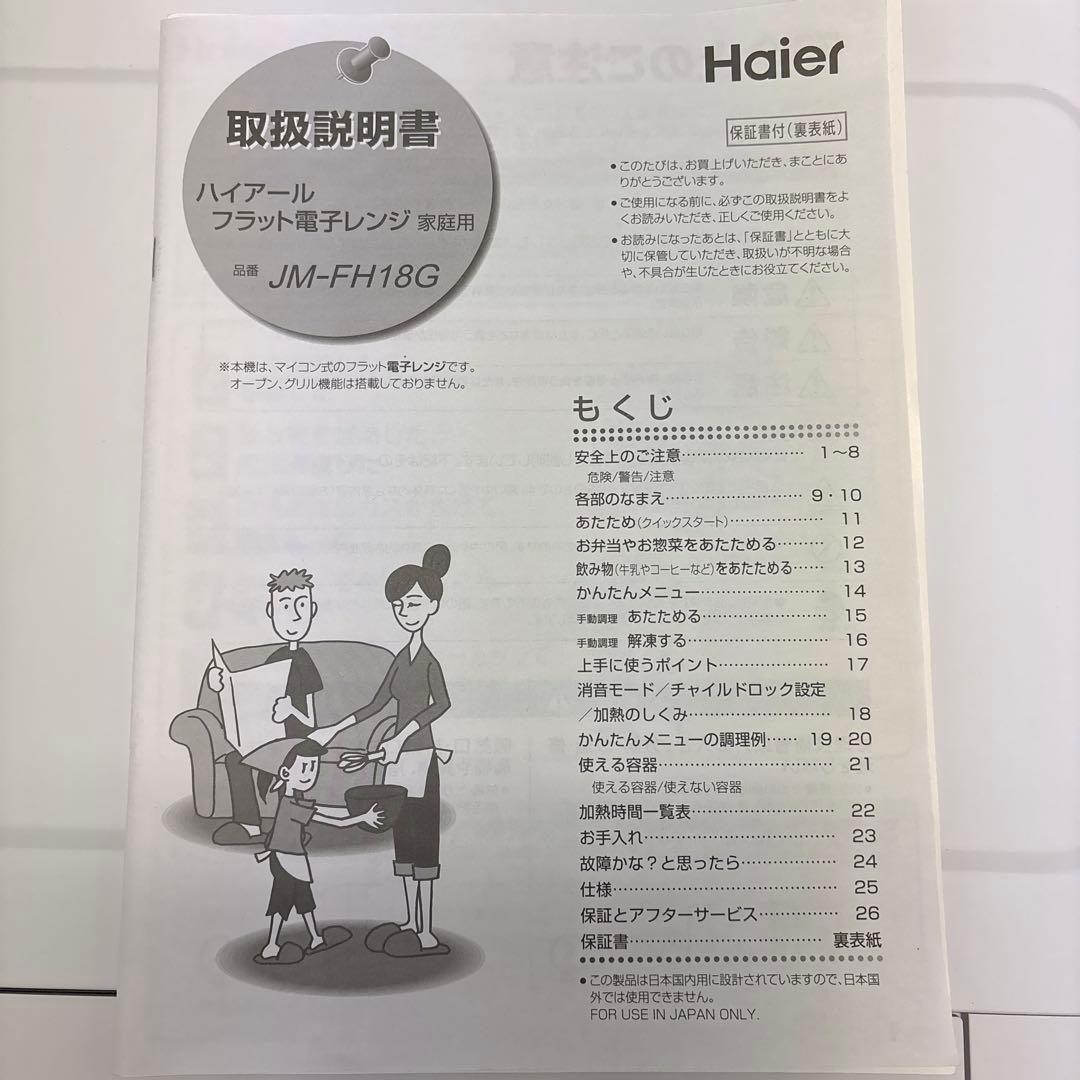 Haier
取扱説明書
ハイアール
フラット電子レンジ 家庭用
品番 JM-FH18G
※本機は、マイコン式のフラット電子レンジです。
オーブン、グリル機能は搭載しておりません。
保証書付(裏表紙)
●このたびは、お買上げいただき、まことにあ
りがとうございます。
●ご使用になる前に、必ずこの取扱説明書をよ
くお読みいただき、正しくご使用ください。
●お読みになったあとは、「保証書」とともに大
切に保管していただき、取扱いが不明な場合
や、不具合が生じたときにお役立てください。
もくじ
安全上のご注意…………………… 1〜8
危険/警告/注意
各部のなまえ……………………… 9・10
あたため(クイックスタート)……………… 11
お弁当やお惣菜をあたためる……… 12
飲み物(牛乳やコーヒーなど)をあたためる…… 13
かんたんメニュー…………………… 14
手動調理 あたためる…………………… 15
手動調理 解凍する……………………… 16
上手に使うポイント………………… 17
消音モード/チャイルドロック設定
/加熱のしくみ……………………… 18
かんたんメニューの調理例…… 19・20
使える容器…………………………… 21
使える容器/使えない容器
加熱時間一覧表……………………… 22
お手入れ……………………………… 23
故障かな?と思ったら……………… 24
仕様…………………………………… 25
保証とアフターサービス…………… 26
保証書……………………………… 裏表紙
●この製品は日本国内用に設計されていますので、日本国
外では使用できません。
FOR USE IN JAPAN ONLY.